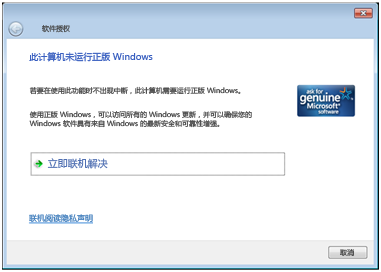 软件授权
此计算机未运行正版 Windows
若要在使用此功能时不出现中断，此计算机需要运行正版 Windows。
使用正版 Windows，可以访问所有的 Windows 更新，并可以确保您的
Windows 软件具有来自 Windows 的最新安全和可靠性增强。
ask for
genuine
Microsoft
software
立即联机解决
联机阅读隐私声明
取消